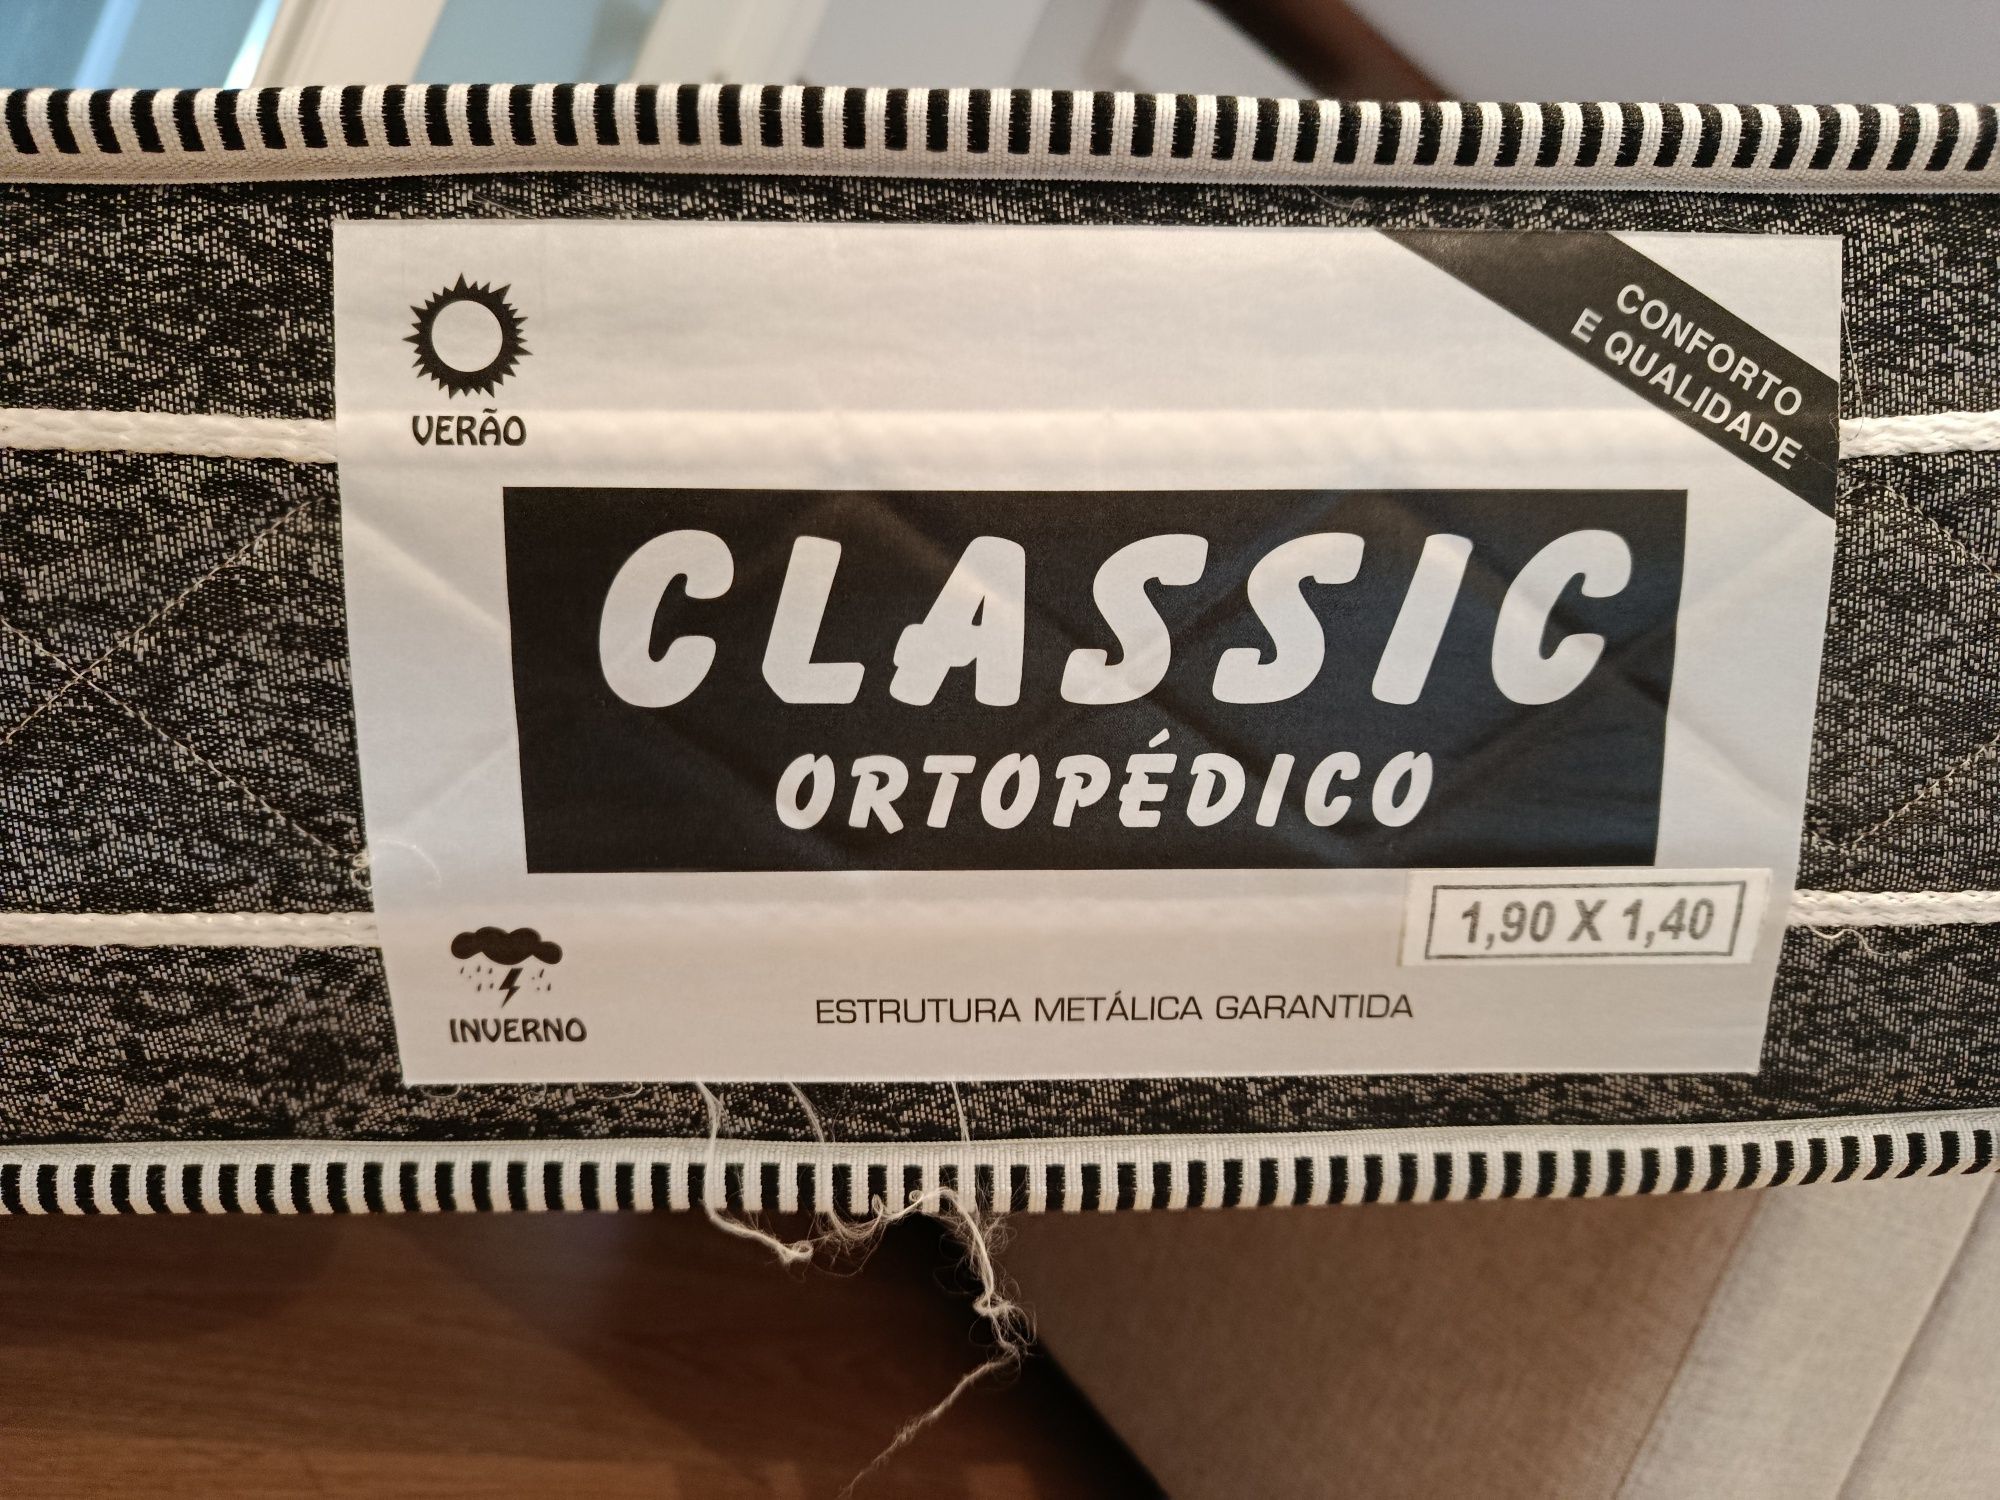 VERÃO
CONFORTO
E QUALIDADE
CLASSIC
ORTOPÉDICO
1,90 X 1,40
INVERNO
ESTRUTURA METÁLICA GARANTIDA